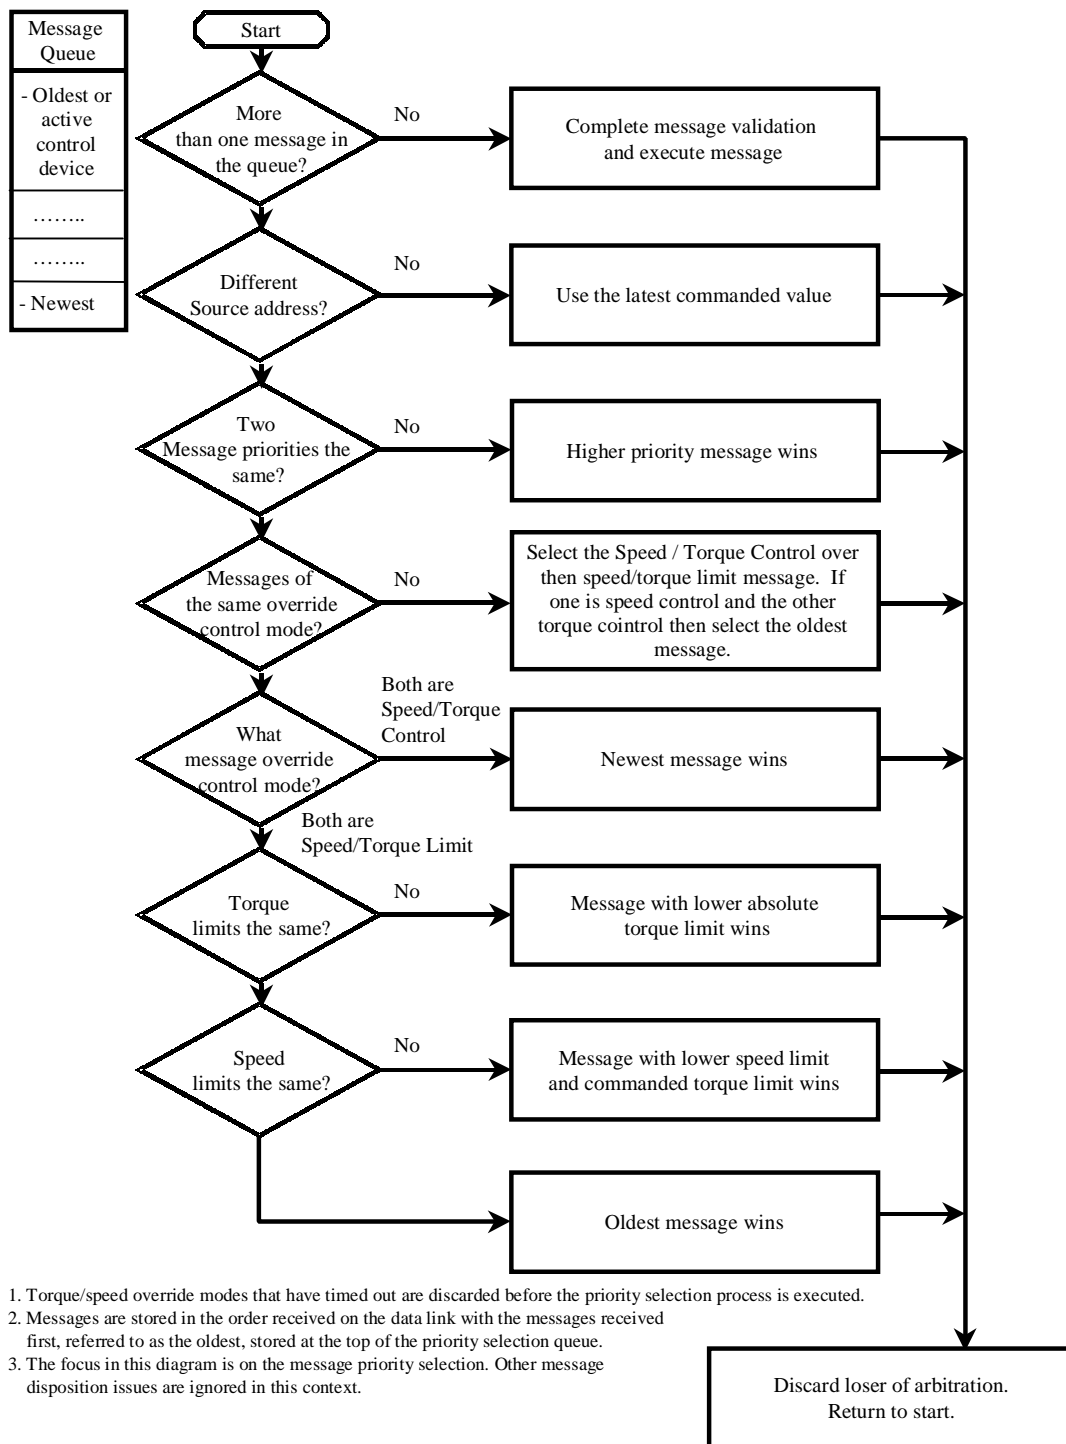 Message
Queue
- Oldest or
active
control
device
……..
……..
- Newest
Start
More
than one message in
the queue?
No
Complete message validation
and execute message
Different
Source address?
No
Use the latest commanded value
Two
Message priorities the
same?
No
Higher priority message wins
Messages of
the same override
control mode?
No
Select the Speed / Torque Control over
then speed/torque limit message.  If
one is speed control and the other
torque cointrol then select the oldest
message.
What
message override
control mode?
Both are
Speed/Torque
Control
Newest message wins
Both are
Speed/Torque Limit
Torque
limits the same?
No
Message with lower absolute
torque limit wins
Speed
limits the same?
No
Message with lower speed limit
and commanded torque limit wins
Oldest message wins
1. Torque/speed override modes that have timed out are discarded before the priority selection process is executed.
2. Messages are stored in the order received on the data link with the messages received
first, referred to as the oldest, stored at the top of the priority selection queue.
3. The focus in this diagram is on the message priority selection. Other message
disposition issues are ignored in this context.
Discard loser of arbitration.
Return to start.